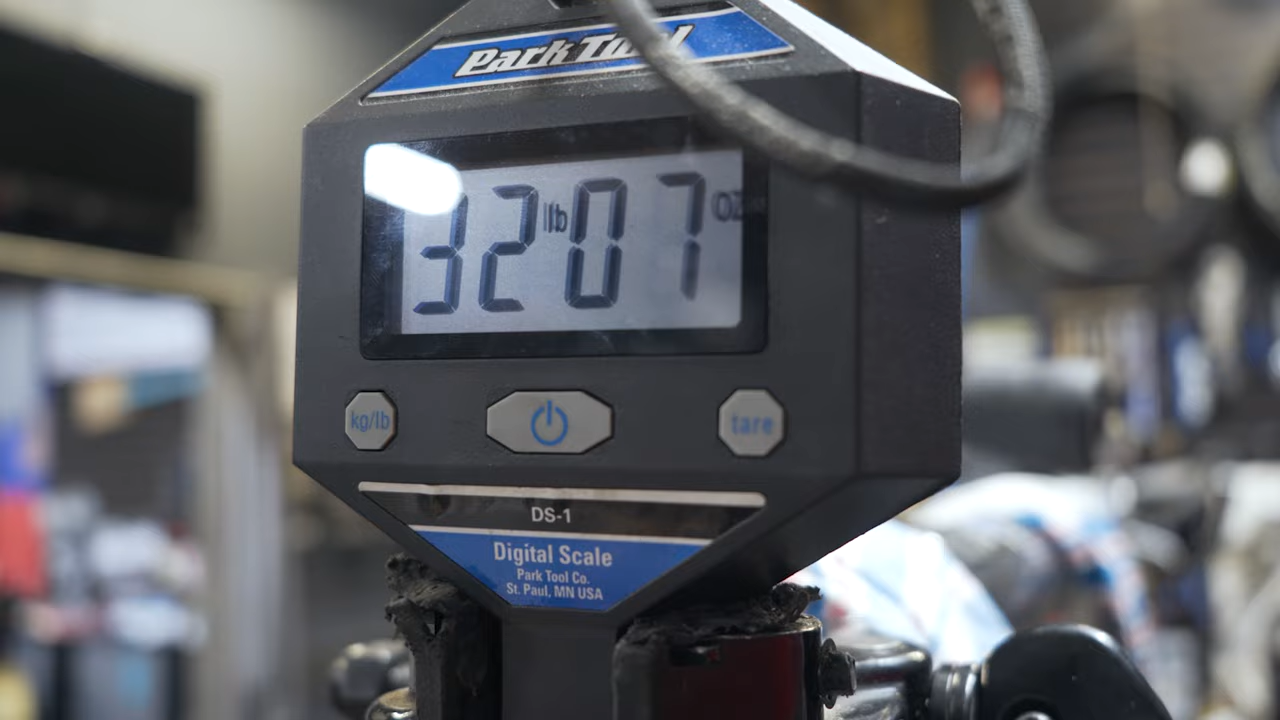 Park Tool
32 lb 07 oz
kg/lb
tare
DS-1
Digital Scale
Park Tool Co.
St. Paul, MN USA